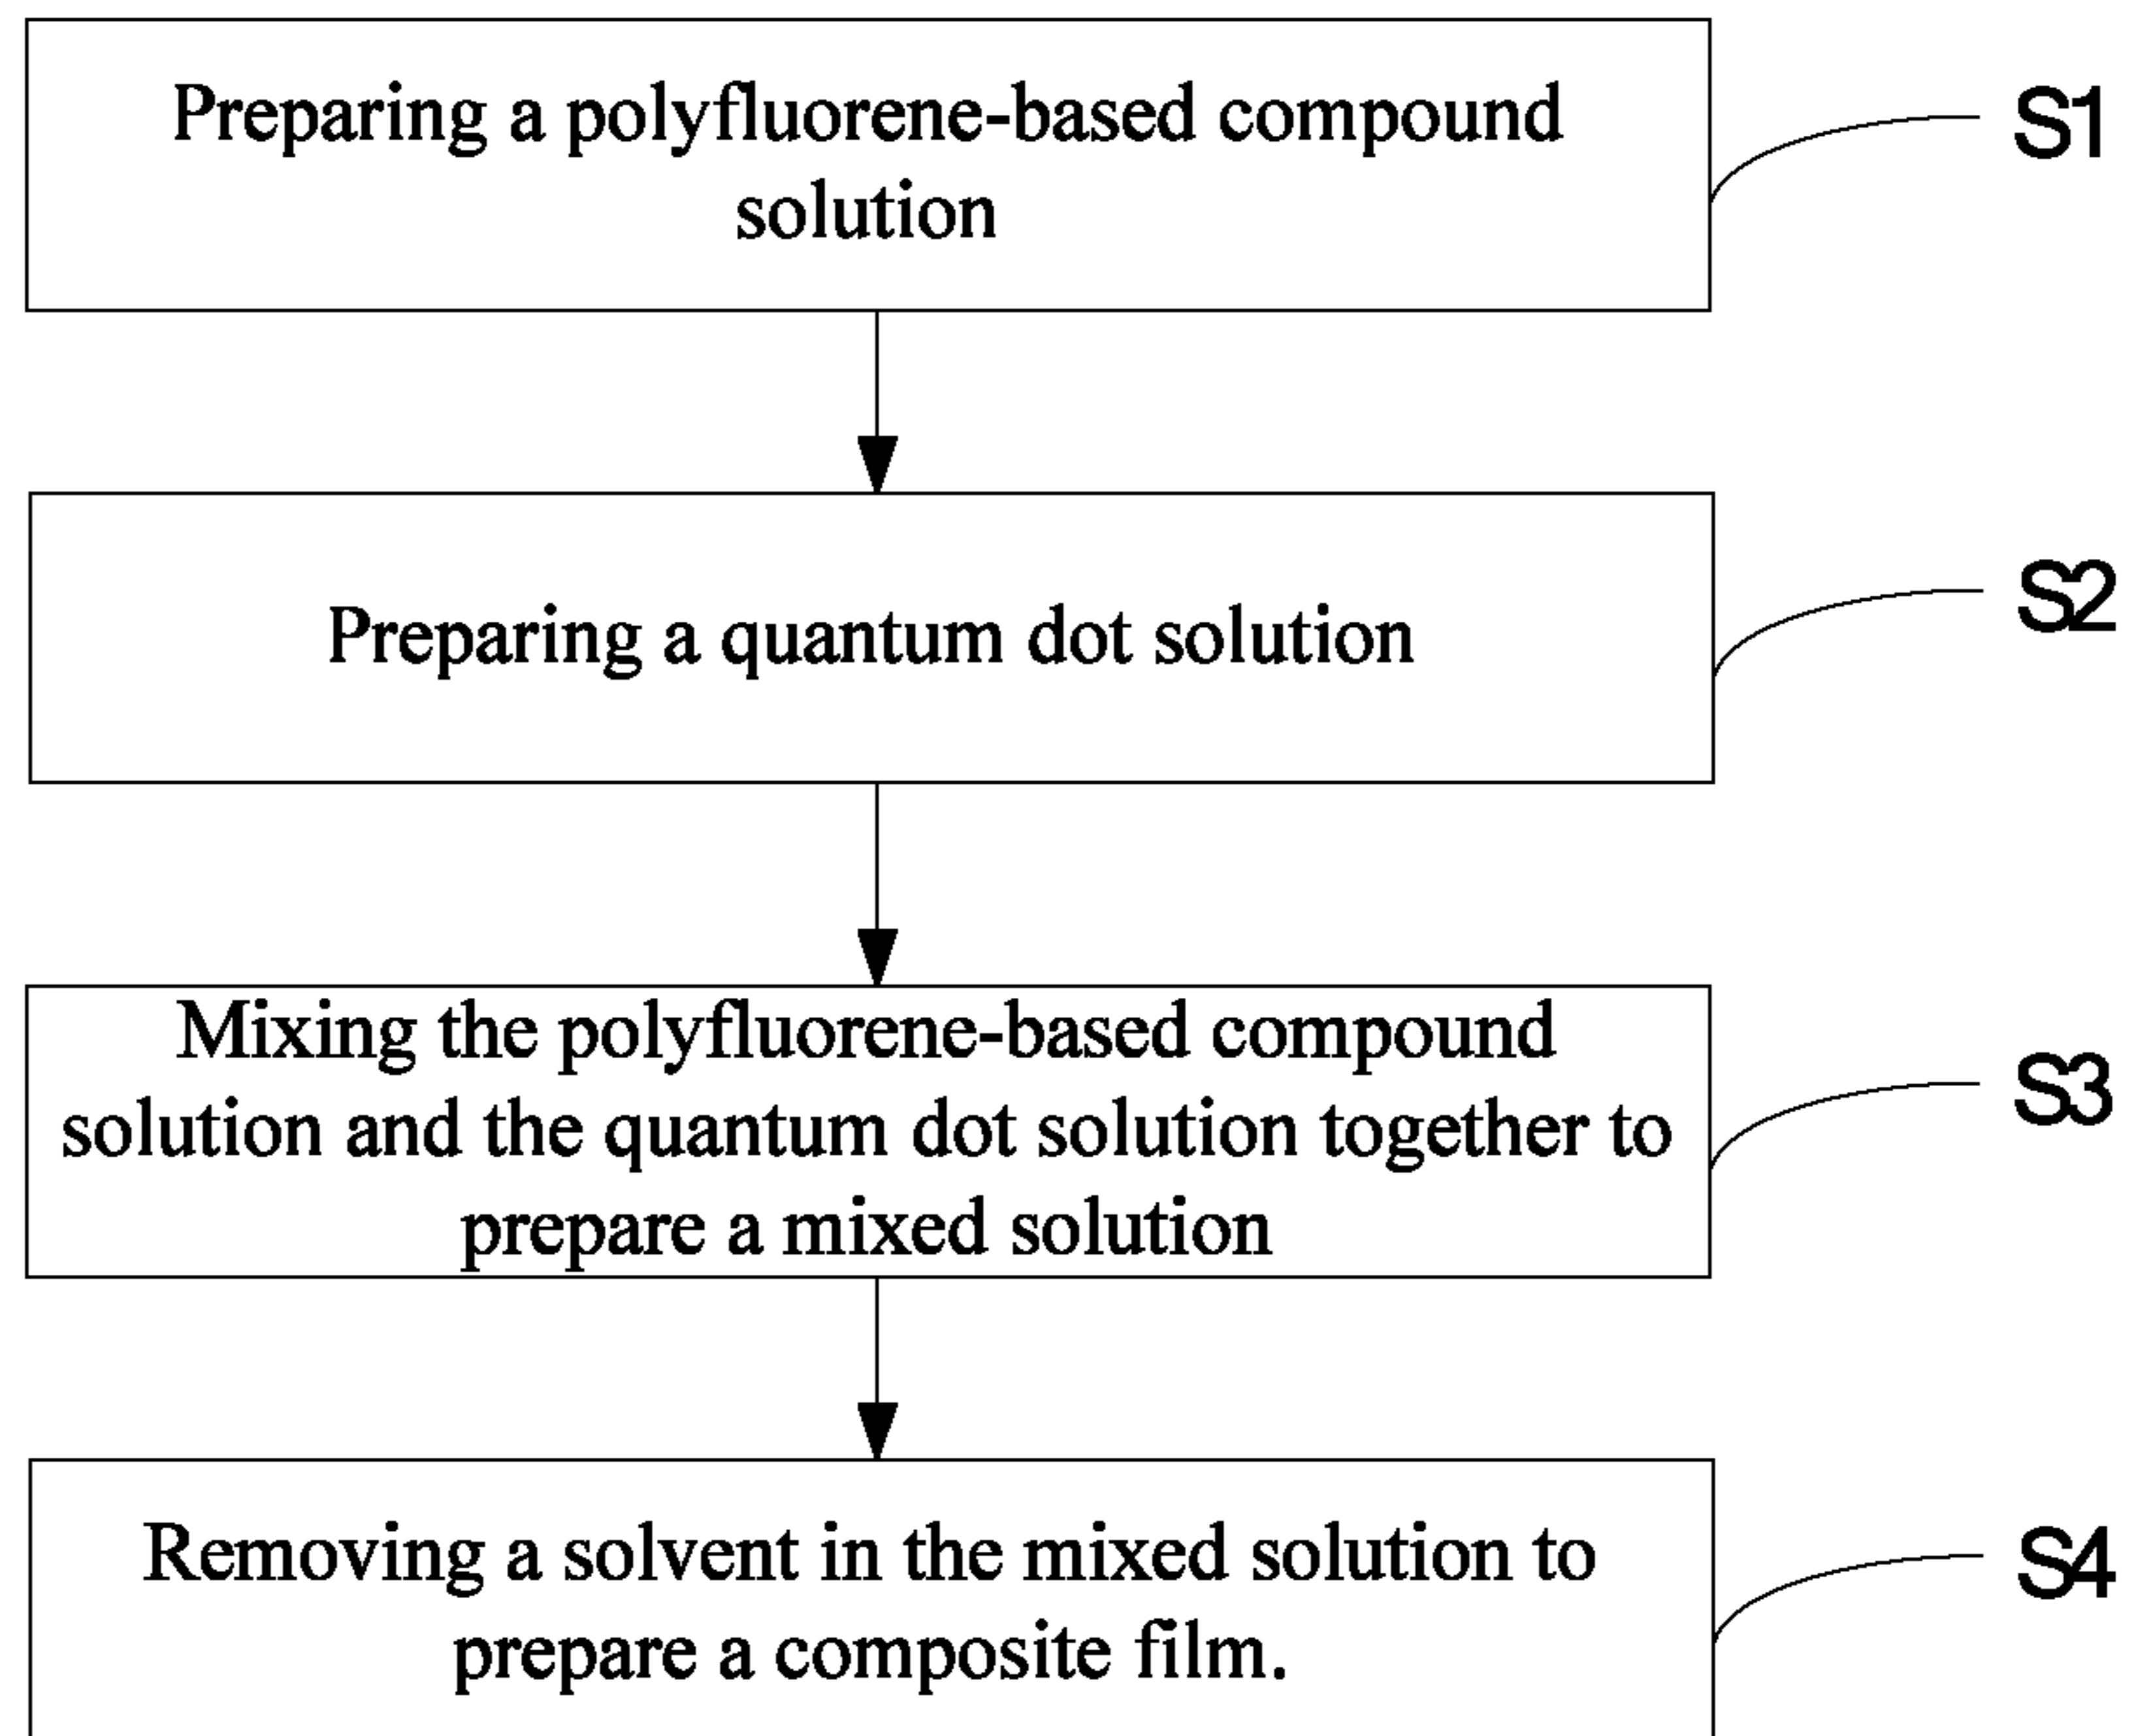 Preparing a polyfluorene-based compound
solution
S1
Preparing a quantum dot solution
S2
Mixing the polyfluorene-based compound
solution and the quantum dot solution together to
prepare a mixed solution
S3
Removing a solvent in the mixed solution to
prepare a composite film.
S4